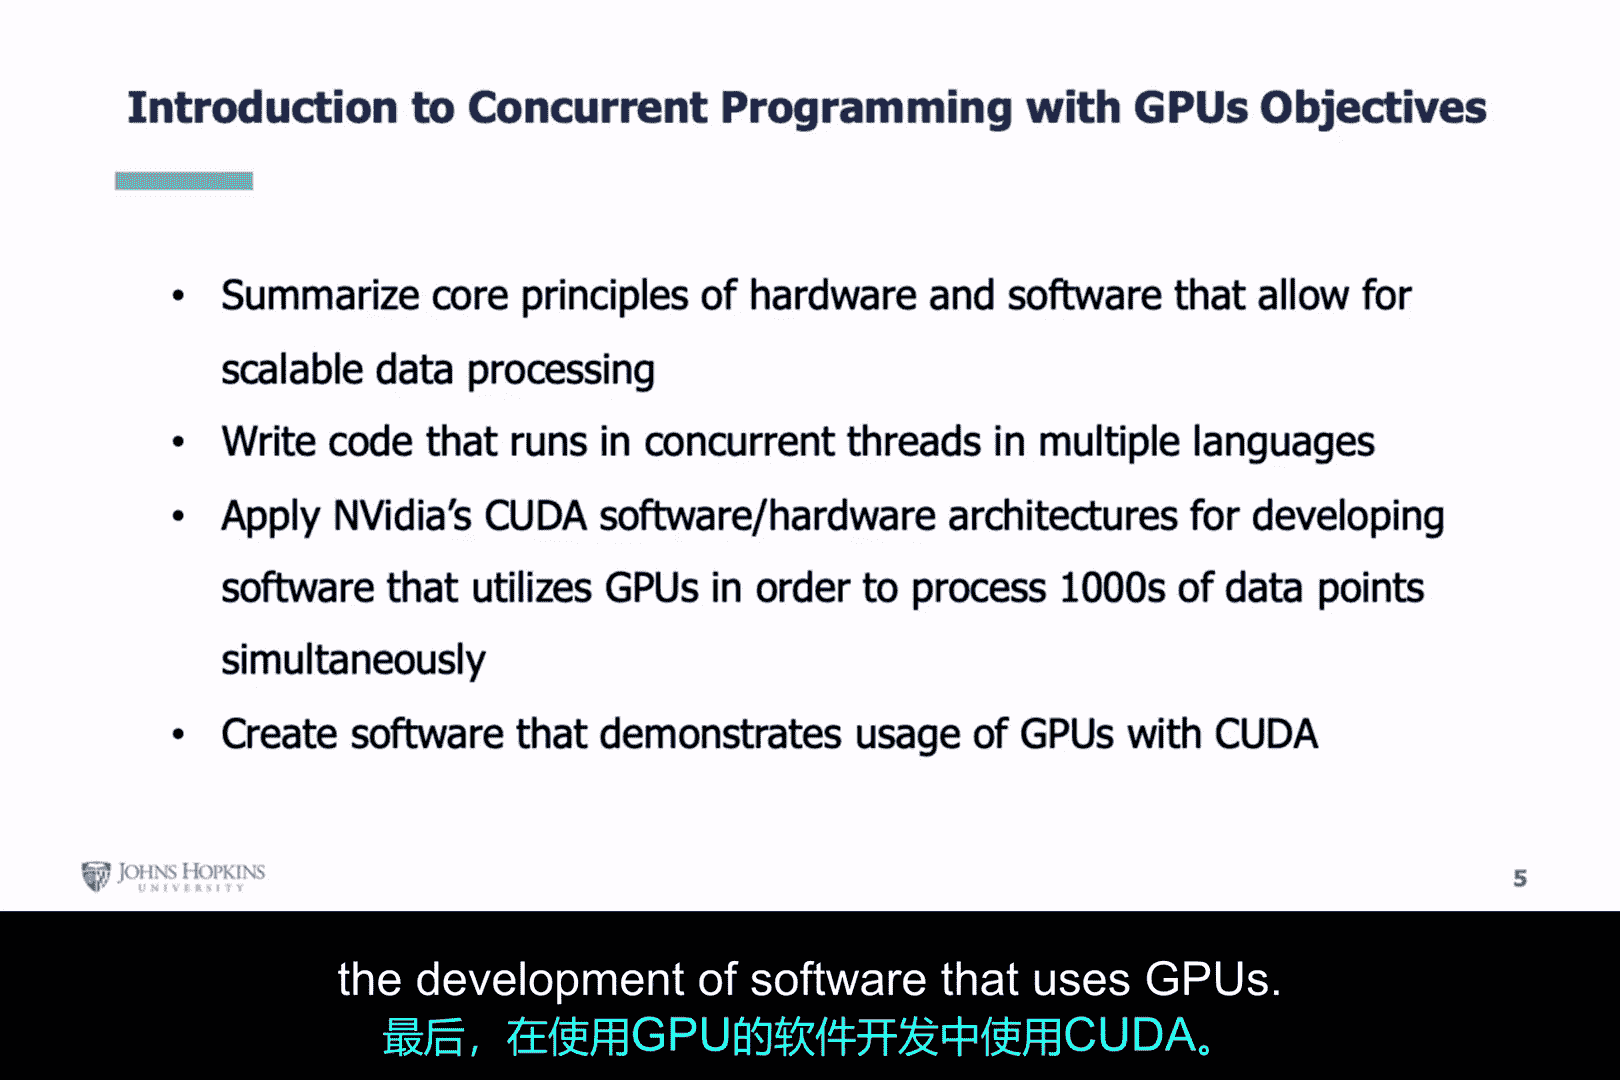 Introduction to Concurrent Programming with GPUs Objectives
• Summarize core principles of hardware and software that allow for
scalable data processing
• Write code that runs in concurrent threads in multiple languages
• Apply NVidia’s CUDA software/hardware architectures for developing
software that utilizes GPUs in order to process 1000s of data points
simultaneously
• Create software that demonstrates usage of GPUs with CUDA
JOHNS HOPKINS
UNIVERSITY
5
the development of software that uses GPUs.
最后，在使用GPU的软件开发中使用CUDA。